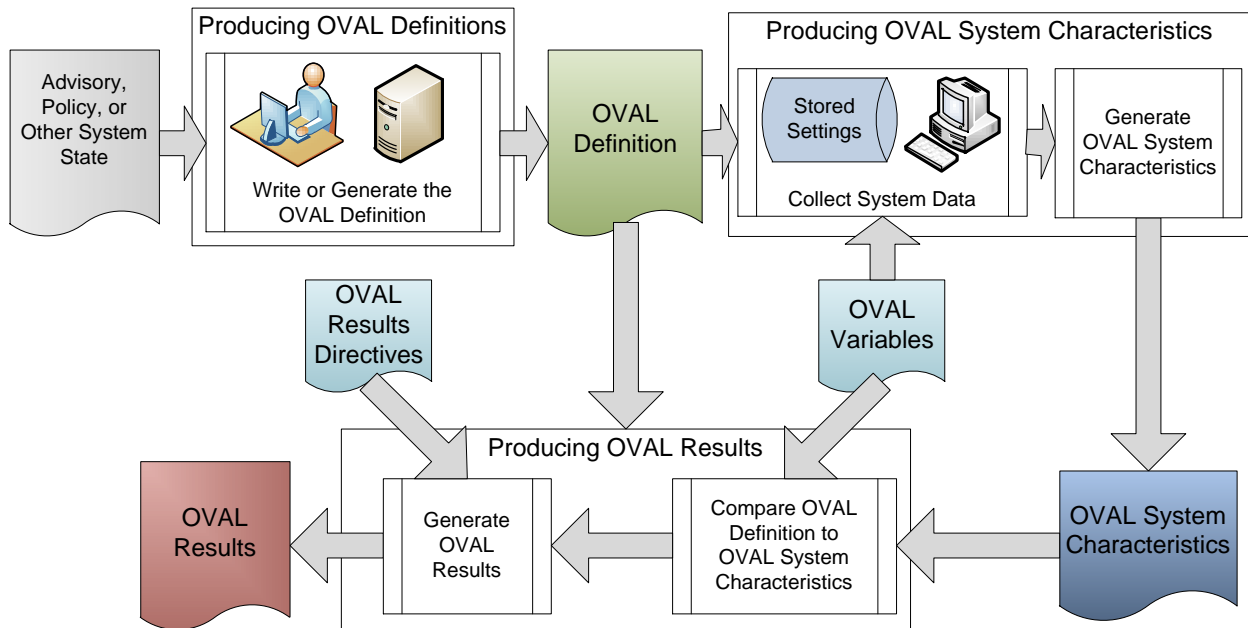 Producing OVAL Definitions
Producing OVAL System Characteristics
Advisory,
Policy, or
Other System
State
Write or Generate the
OVAL Definition
OVAL
Definition
Stored
Settings
Collect System Data
Generate
OVAL System
Characteristics
OVAL
Results
Directives
OVAL
Variables
Producing OVAL Results
OVAL
Results
Generate
OVAL
Results
Compare OVAL
Definition to
OVAL System
Characteristics
OVAL System
Characteristics